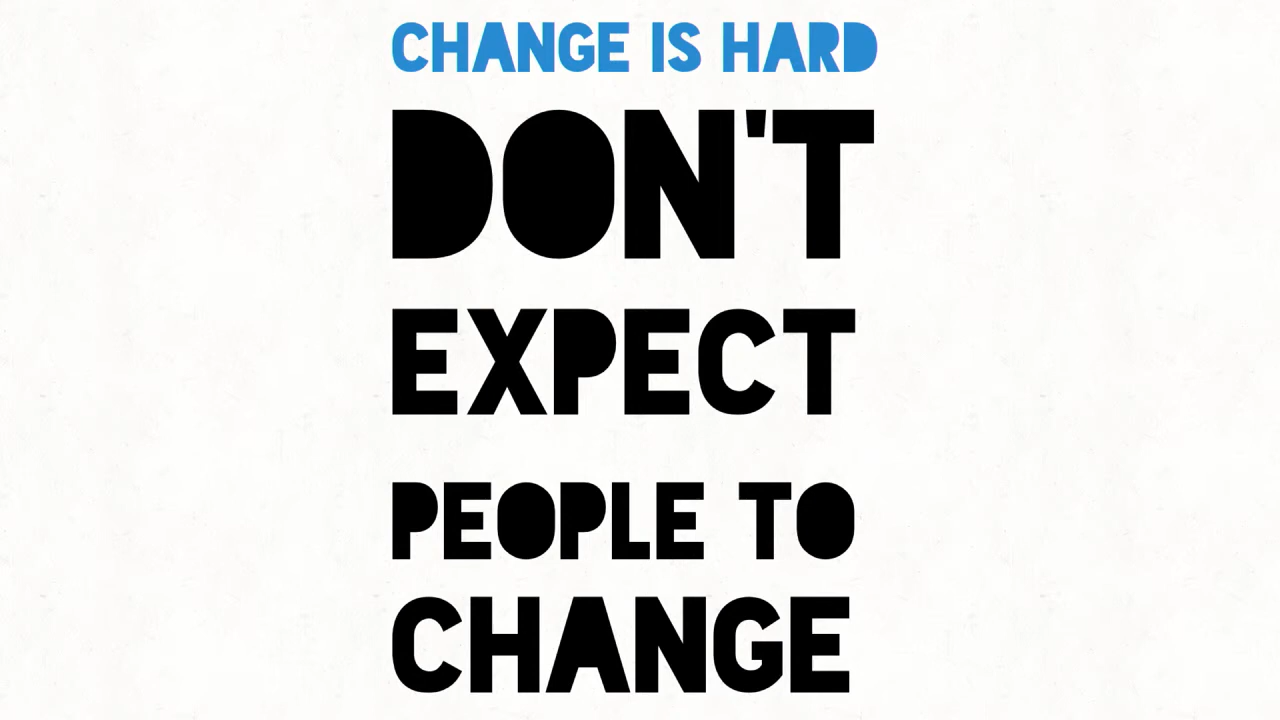 CHANGE IS HARD
DON'T
EXPECT
PEOPLE TO
CHANGE